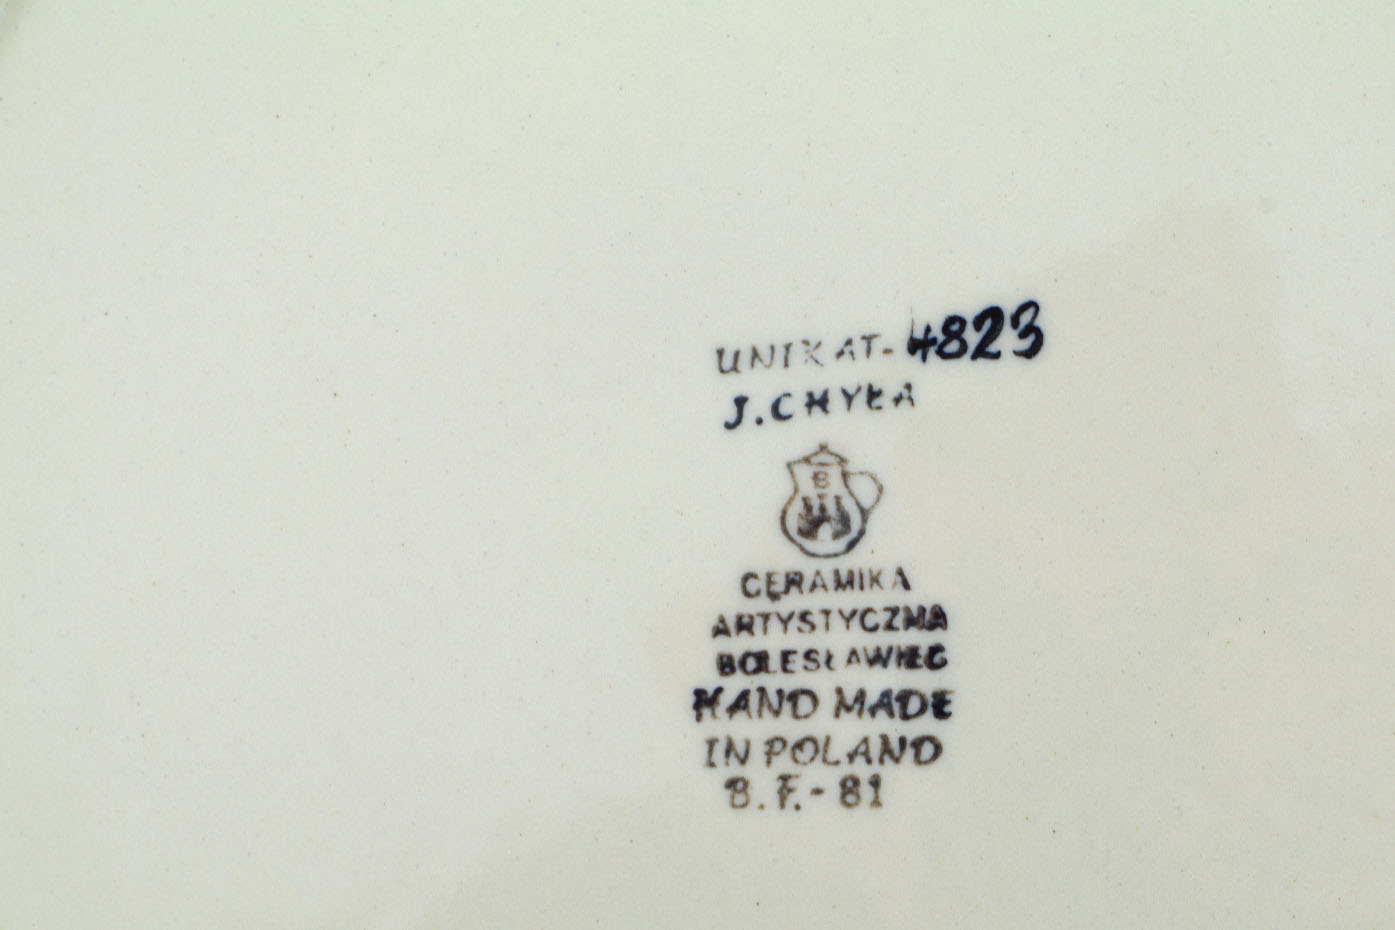 UNIKAT-4823
J.CHYŁA
B
CERAMIKA
ARTYSTYCZNA
BOLESŁAWIEC
HAND MADE
IN POLAND
B.F.-81